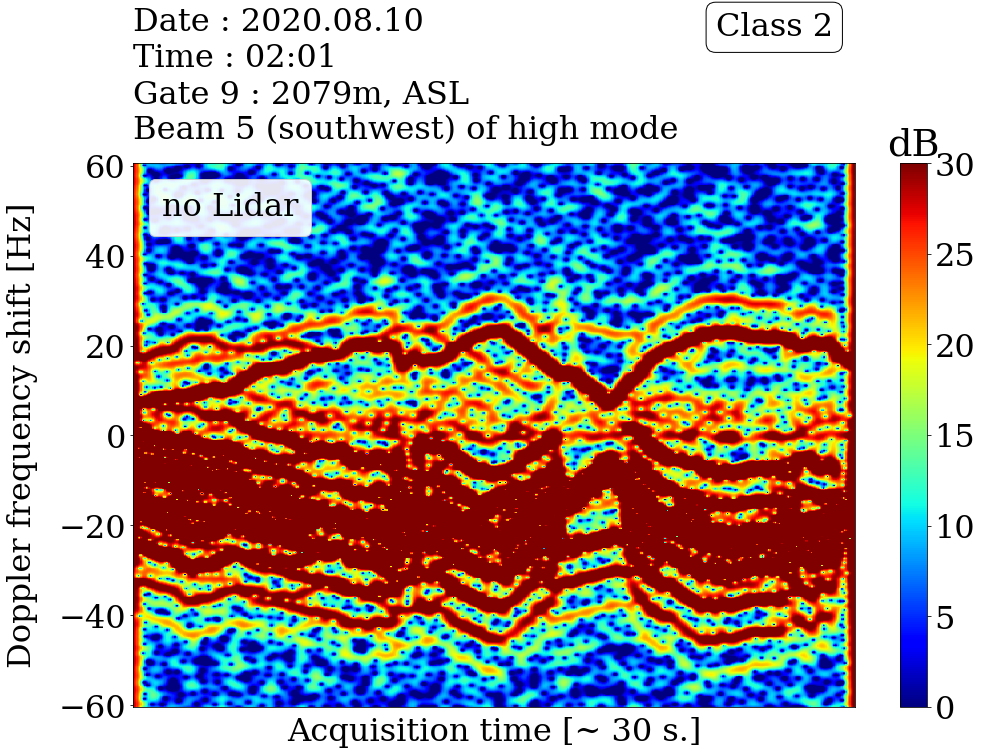 Date : 2020.08.10
Time : 02:01
Gate 9 : 2079m, ASL
Beam 5 (southwest) of high mode
Class 2
dB
no Lidar
Doppler frequency shift [Hz]
60
40
20
0
−20
−40
−60
30
25
20
15
10
5
0
Acquisition time [~ 30 s.]